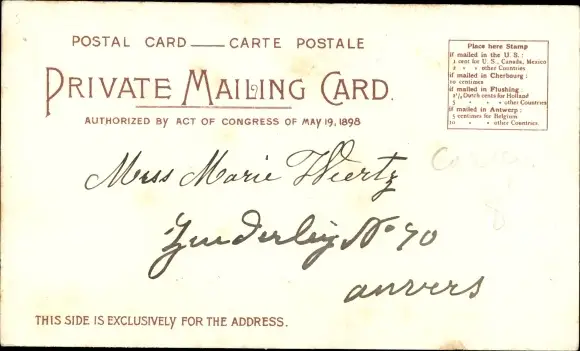 POSTAL CARD — CARTE POSTALE
PRIVATE MAILING CARD.
AUTHORIZED BY ACT OF CONGRESS OF MAY 19, 1898
Place here Stamp
if mailed in the U. S. :
1 cent for U. S., Canada, Mexico
2 " " other Countries
if mailed in Cherbourg :
10 centimes
if mailed in Flushing :
2½ Dutch cents for Holland
5 " " other Countries
if mailed in Antwerp :
5 centimes for Belgium
10 " " other Countries.
Miss Marie Wiertz
No 70
anvers
THIS SIDE IS EXCLUSIVELY FOR THE ADDRESS.